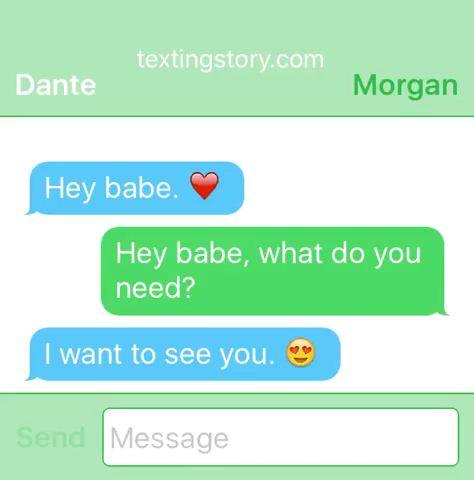 textingstory.com
Dante
Morgan
Hey babe. ❤️
Hey babe, what do you
need?
I want to see you. 😍
Send
Message